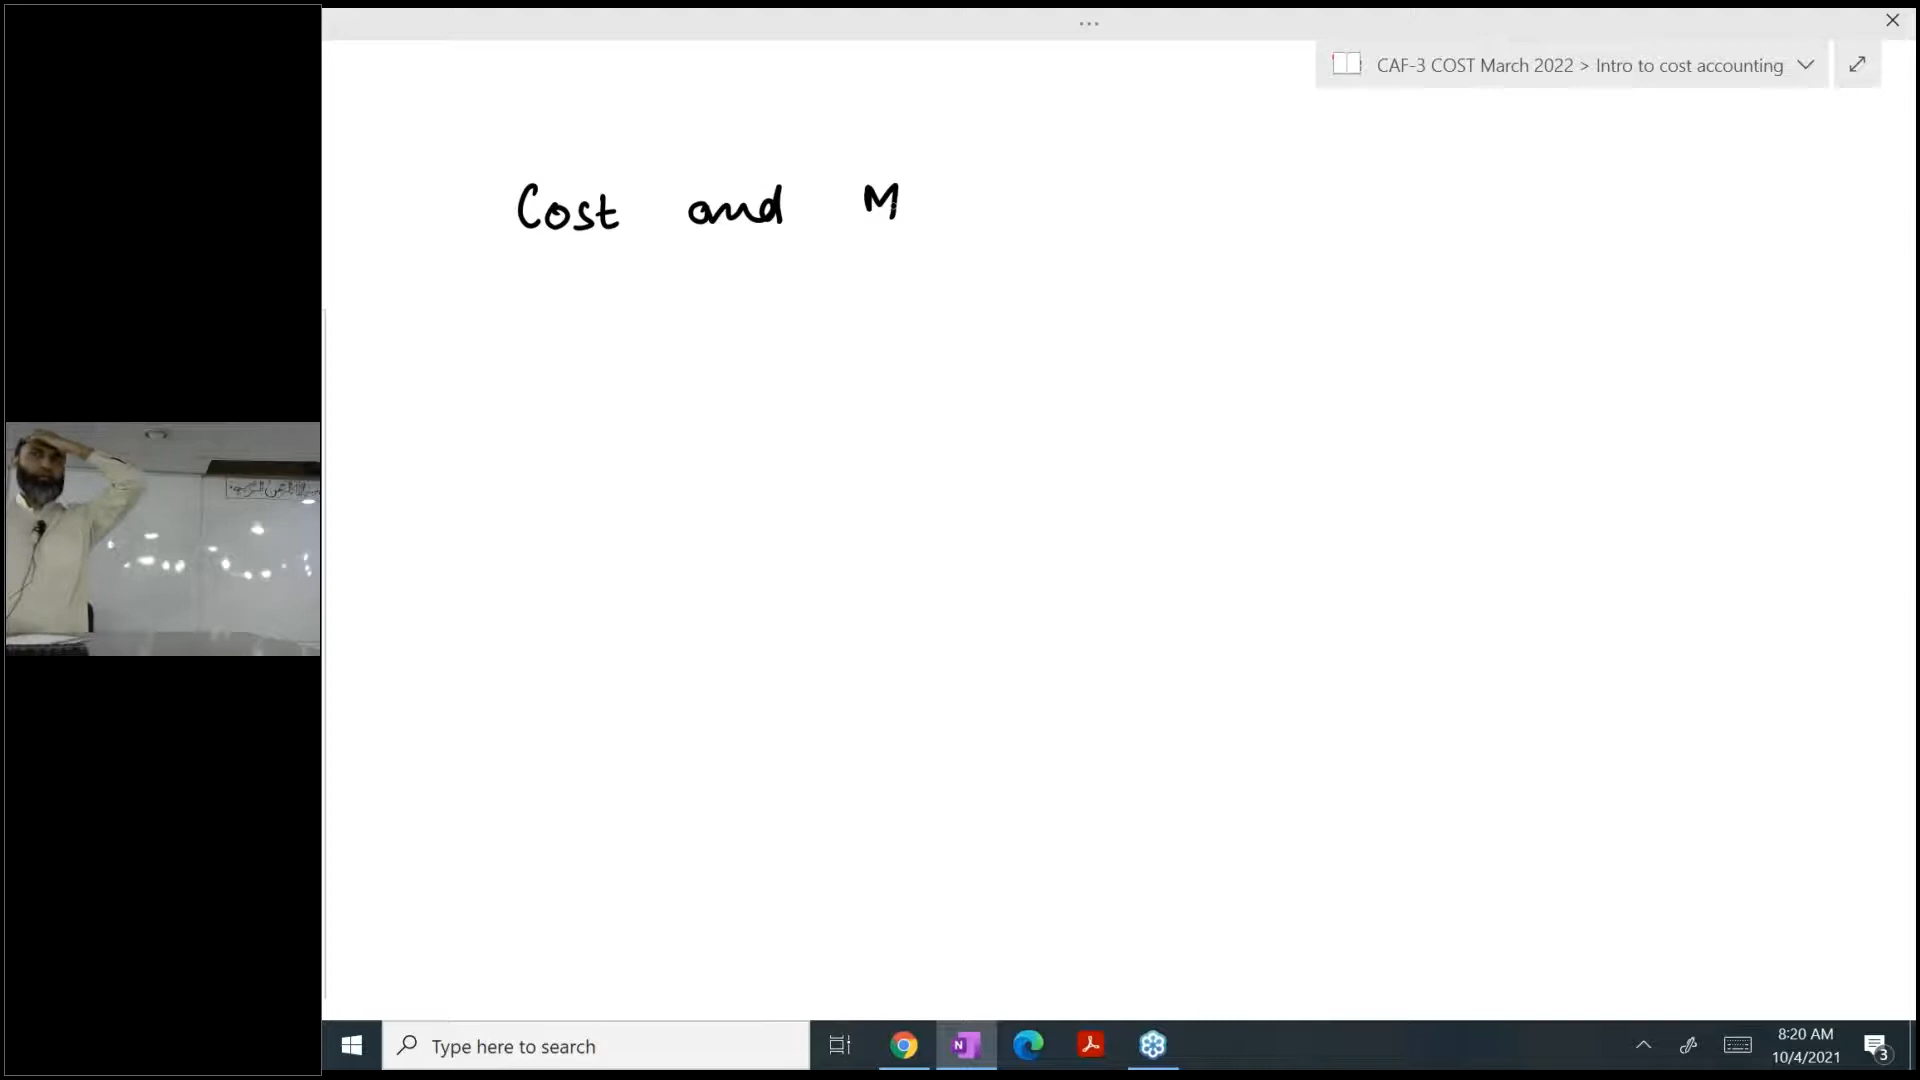 ...
CAF-3 COST March 2022 > Intro to cost accounting
Cost and M
Type here to search
8:20 AM
10/4/2021
3